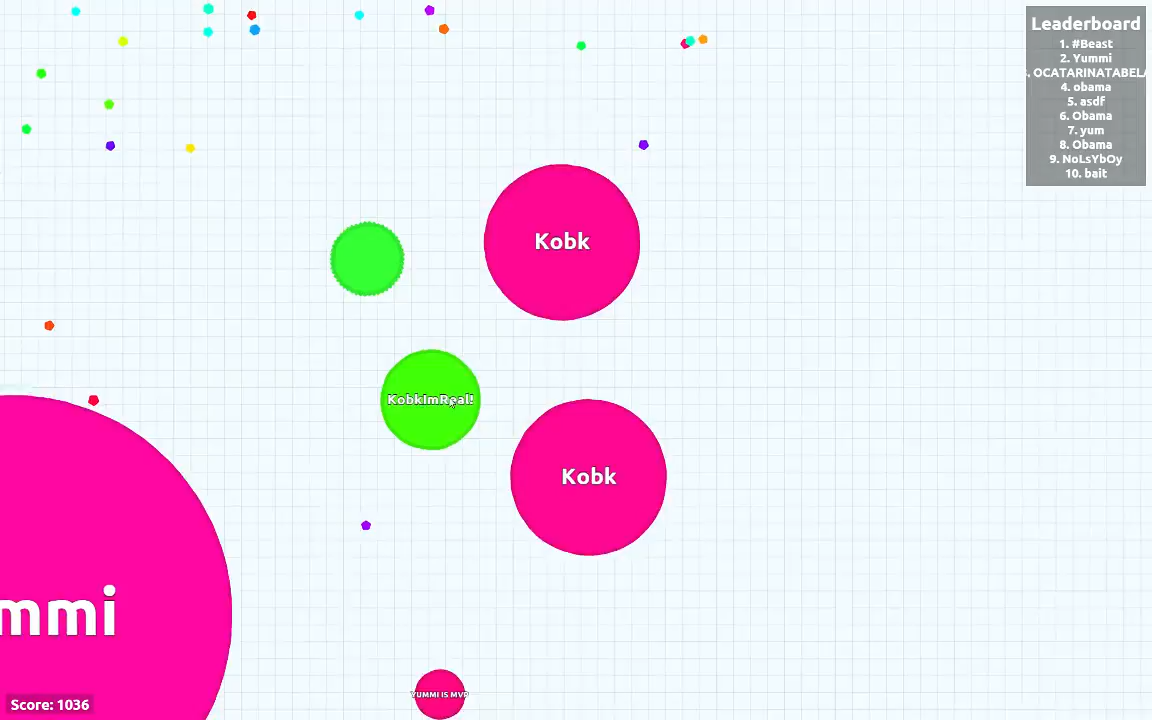 Leaderboard
1. #Beast
2. Yummi
. OCATARINATABELA
4. obama
5. asdf
6. Obama
7. yum
8. Obama
9. NoLsYbOy
10. bait
Kobk
KobkImReal!
Kobk
mmi
YUMMI IS MVP
Score: 1036